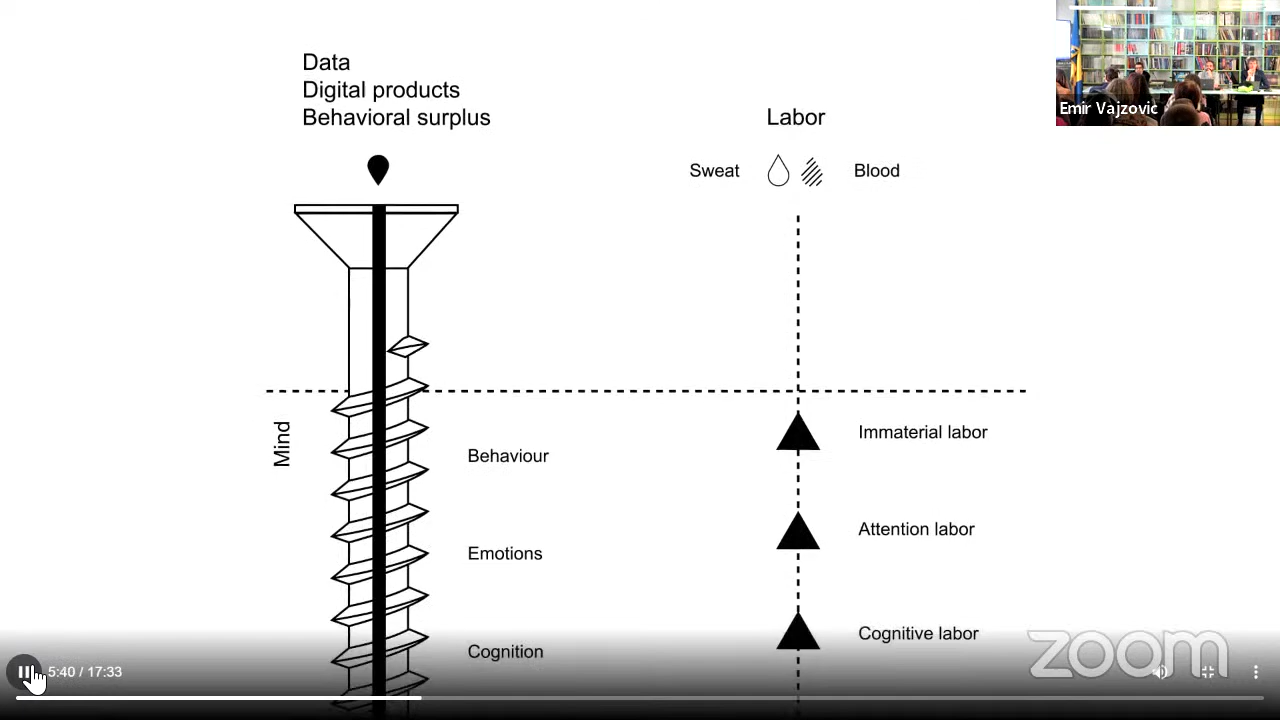 Data
Digital products
Behavioral surplus
Labor
Emir Vajzovic
Sweat
Blood
Mind
Behaviour
Immaterial labor
Emotions
Attention labor
Cognition
Cognitive labor
zoom
5:40 / 17:33